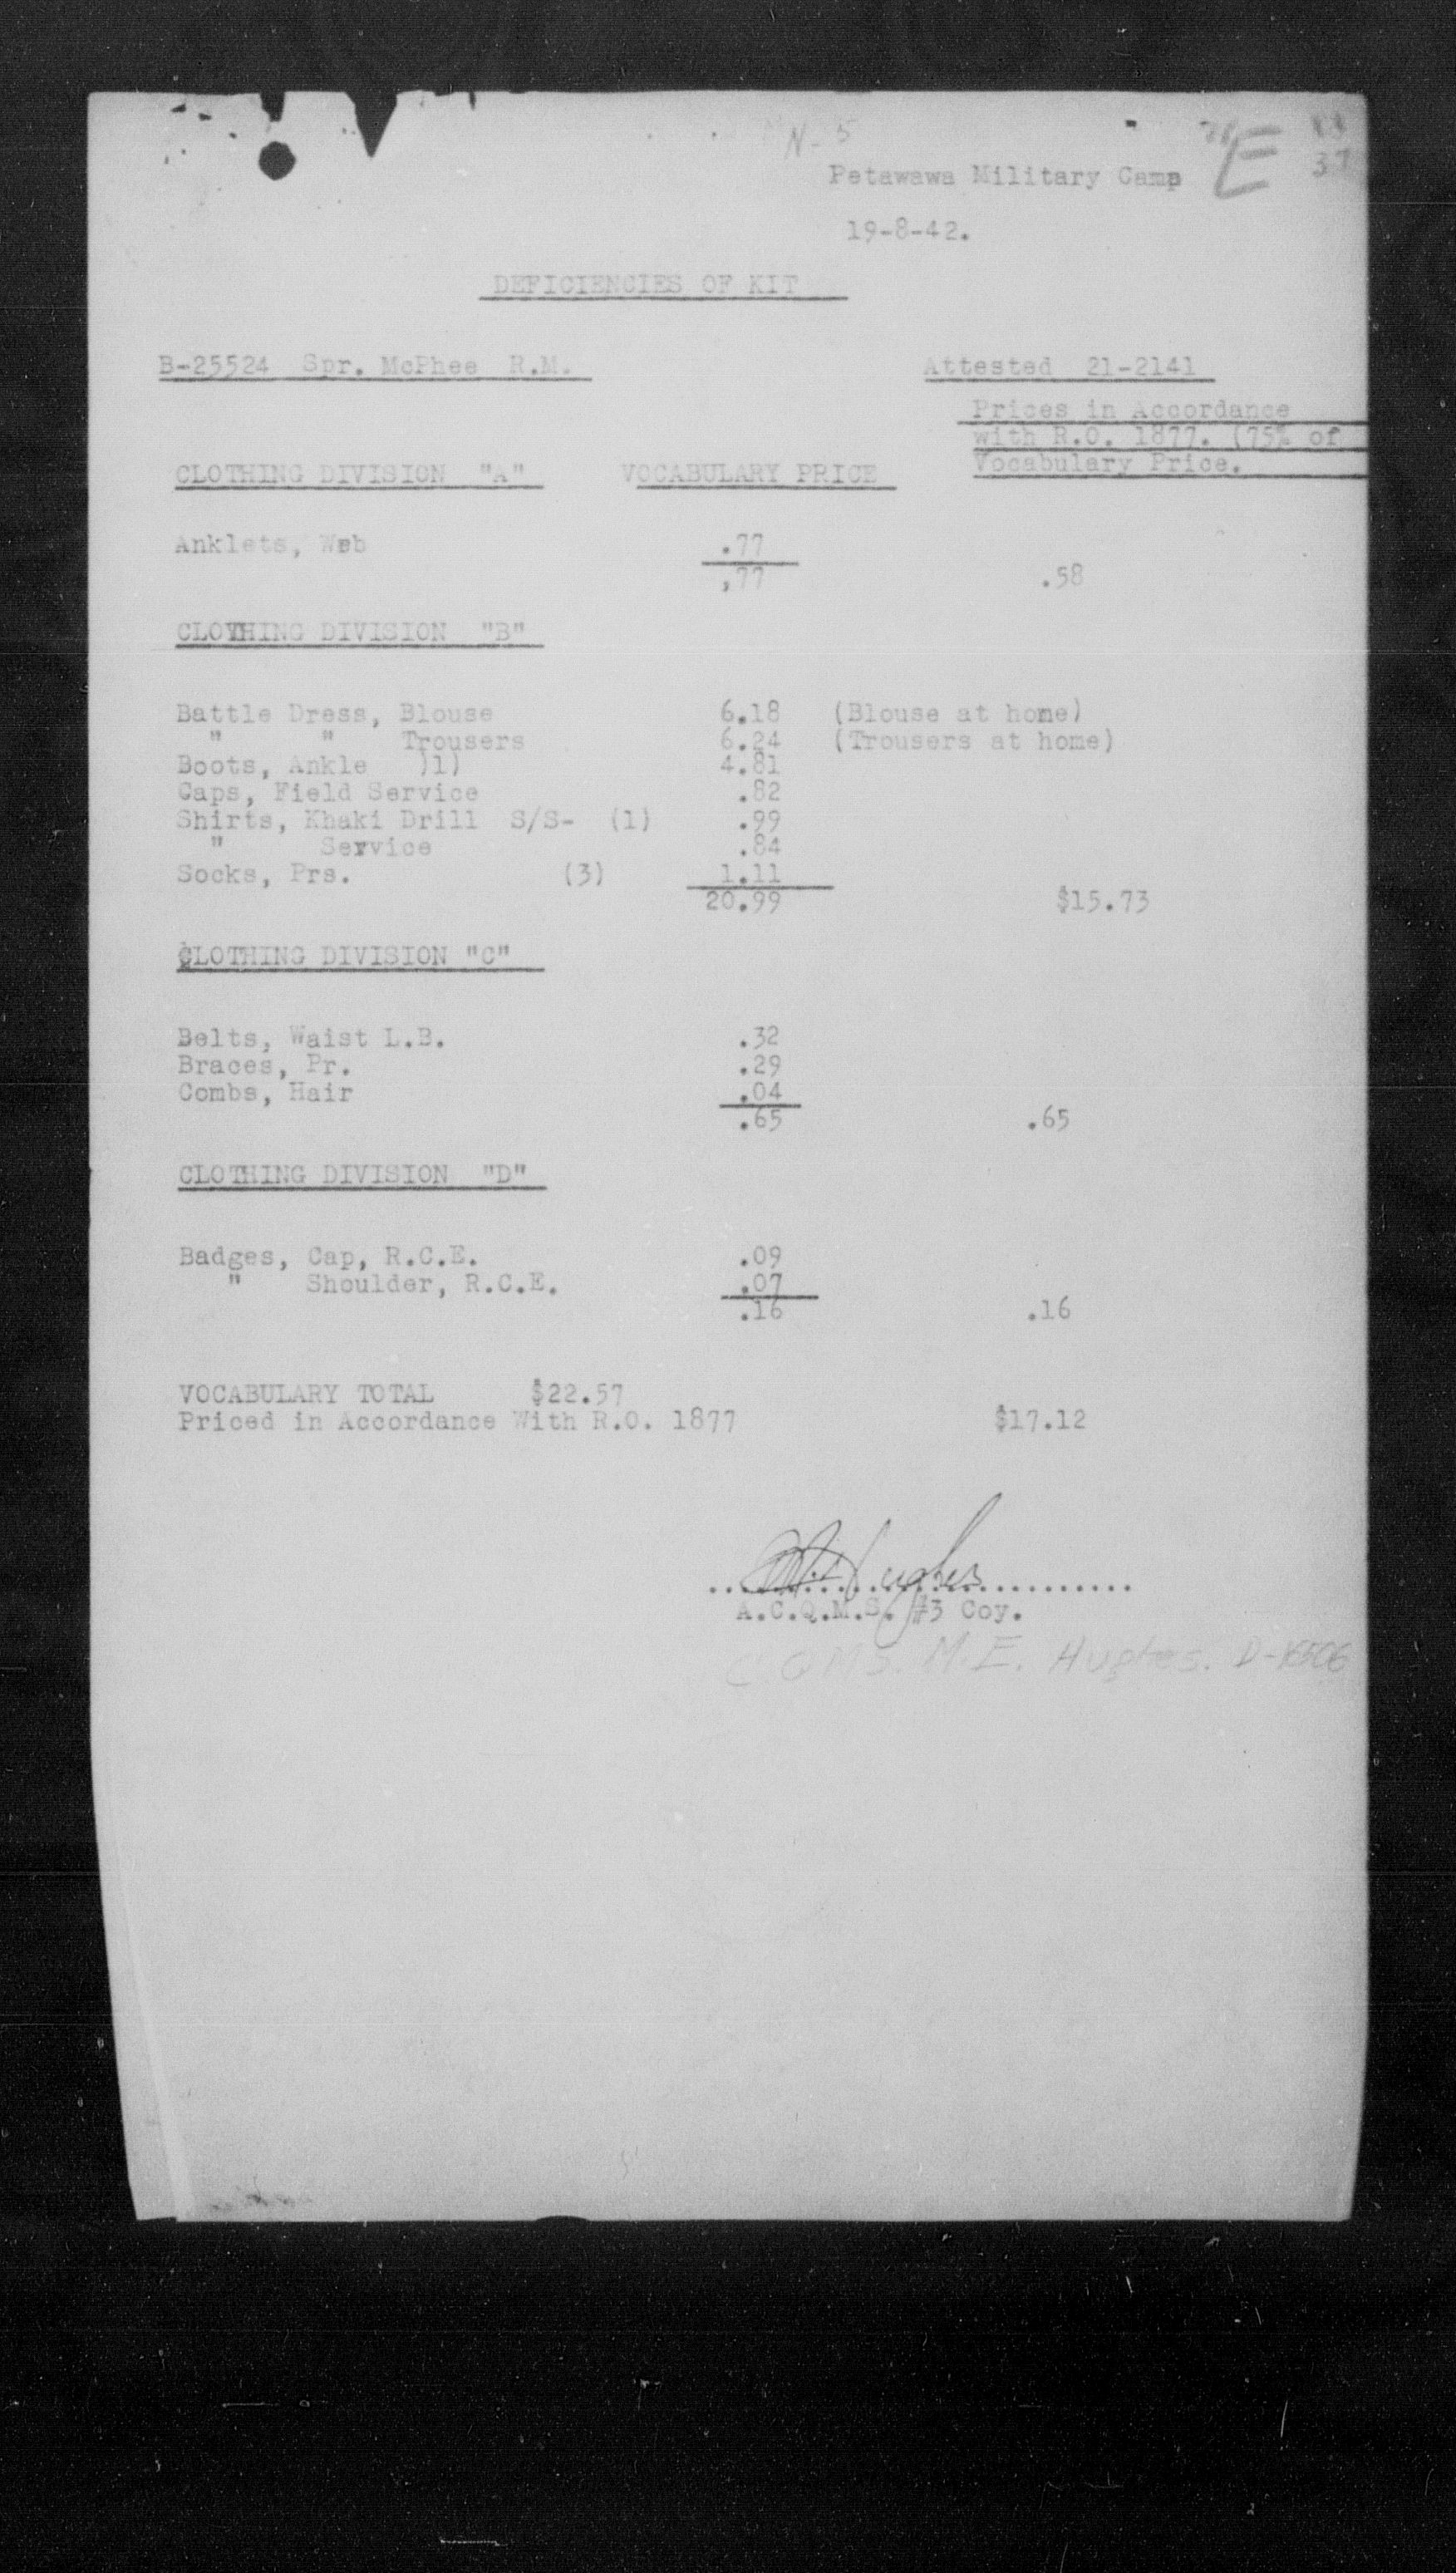 N-5
E
37
Petawawa Military Camp
19-8-42.
DEFICIENCIES OF KIT
B-25524 Spr. McPhee R.M. Attested 21-2141
Prices in Accordance
with R.O. 1877. (75% of
Vocabulary Price.
CLOTHING DIVISION "A" VOCABULARY PRICE
Anklets, Web .77
,77 .58
CLOTHING DIVISION "B"
Battle Dress, Blouse 6.18 (Blouse at home)
" " Trousers 6.24 (Trousers at home)
Boots, Ankle )1) 4.81
Caps, Field Service .82
Shirts, Khaki Drill S/S- (1) .99
" Service .84
Socks, Prs. (3) 1.11
20.99 $15.73
CLOTHING DIVISION "C"
Belts, Waist L.B. .32
Braces, Pr. .29
Combs, Hair .04
.65 .65
CLOTHING DIVISION "D"
Badges, Cap, R.C.E. .09
" Shoulder, R.C.E. .07
.16 .16
VOCABULARY TOTAL $22.57
Priced in Accordance With R.O. 1877 $17.12
Hughes
A.C.Q.M.S. #3 Coy.
C.Q.M.S. M.E. Hughes.